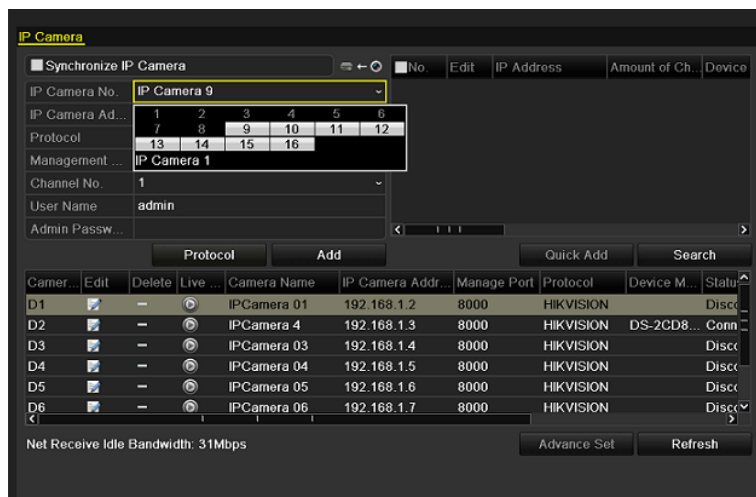 IP Camera
Synchronize IP Camera
No. Edit IP Address Amount of Ch... Device
IP Camera No. IP Camera 9
IP Camera Ad...
1 2 3 4 5 6
7 8 9 10 11 12
Protocol
13 14 15 16
Management ... IP Camera 1
Channel No. 1
User Name admin
Admin Passw...
Protocol Add Quick Add Search
Camer... Edit Delete Live ... Camera Name IP Camera Addr... Manage Port Protocol Device M... Statu
D1 IPCamera 01 192.168.1.2 8000 HIKVISION Disco
D2 IPCamera 4 192.168.1.3 8000 HIKVISION DS-2CD8... Conn
D3 IPCamera 03 192.168.1.4 8000 HIKVISION Disco
D4 IPCamera 04 192.168.1.5 8000 HIKVISION Disco
D5 IPCamera 05 192.168.1.6 8000 HIKVISION Disco
D6 IPCamera 06 192.168.1.7 8000 HIKVISION Disco
Net Receive Idle Bandwidth: 31Mbps Advance Set Refresh